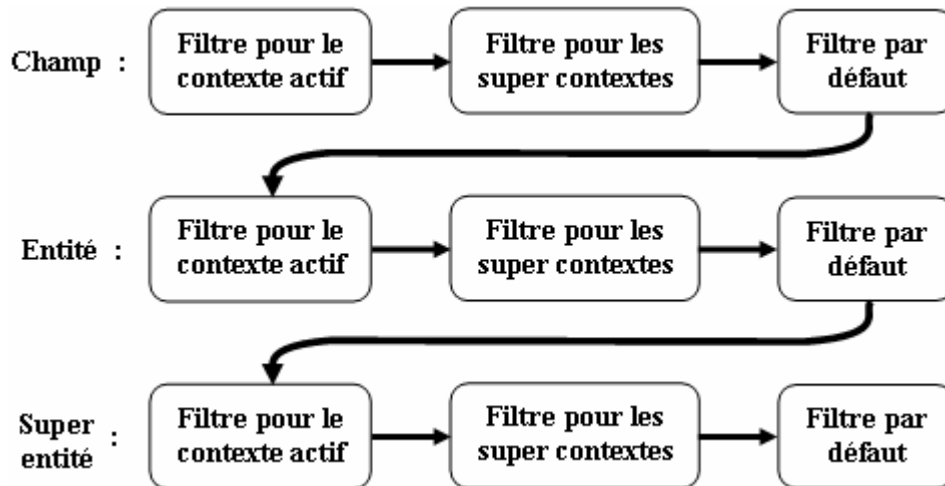 Champ :
Filtre pour le
contexte actif
Filtre pour les
super contextes
Filtre par
défaut
Entité :
Filtre pour le
contexte actif
Filtre pour les
super contextes
Filtre par
défaut
Super
entité :
Filtre pour le
contexte actif
Filtre pour les
super contextes
Filtre par
défaut